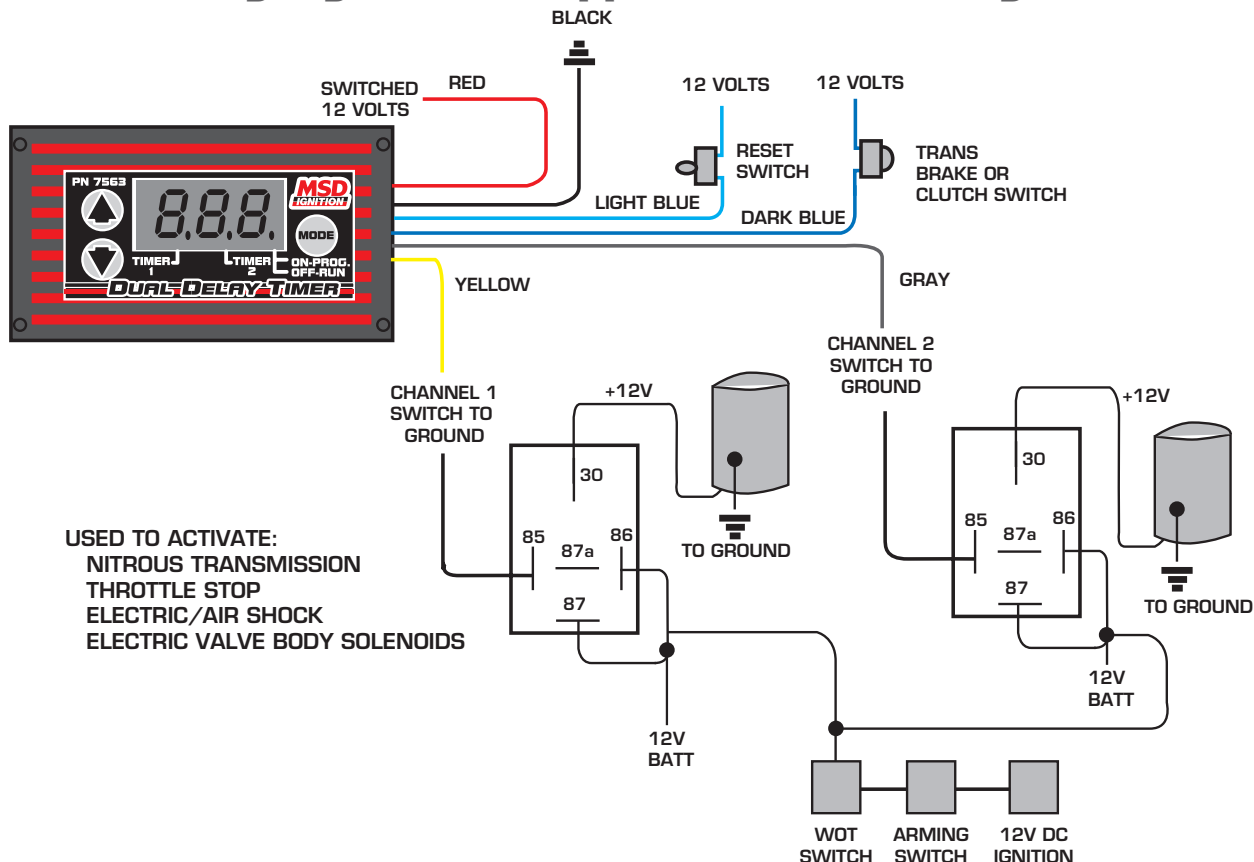 BLACK
SWITCHED
12 VOLTS
RED
12 VOLTS
12 VOLTS
RESET
SWITCH
TRANS
BRAKE OR
CLUTCH SWITCH
LIGHT BLUE
DARK BLUE
PN 7563
8.8.8.
MSD
IGNITION
MODE
TIMER
1
TIMER
2
ON-PROG.
OFF-RUN
DUAL DELAY TIMER
YELLOW
GRAY
CHANNEL 1
SWITCH TO
GROUND
+12V
30
85
87a
86
87
TO GROUND
12V
BATT
CHANNEL 2
SWITCH TO
GROUND
+12V
30
85
87a
86
87
TO GROUND
12V
BATT
USED TO ACTIVATE:
NITROUS TRANSMISSION
THROTTLE STOP
ELECTRIC/AIR SHOCK
ELECTRIC VALVE BODY SOLENOIDS
WOT
SWITCH
ARMING
SWITCH
12V DC
IGNITION